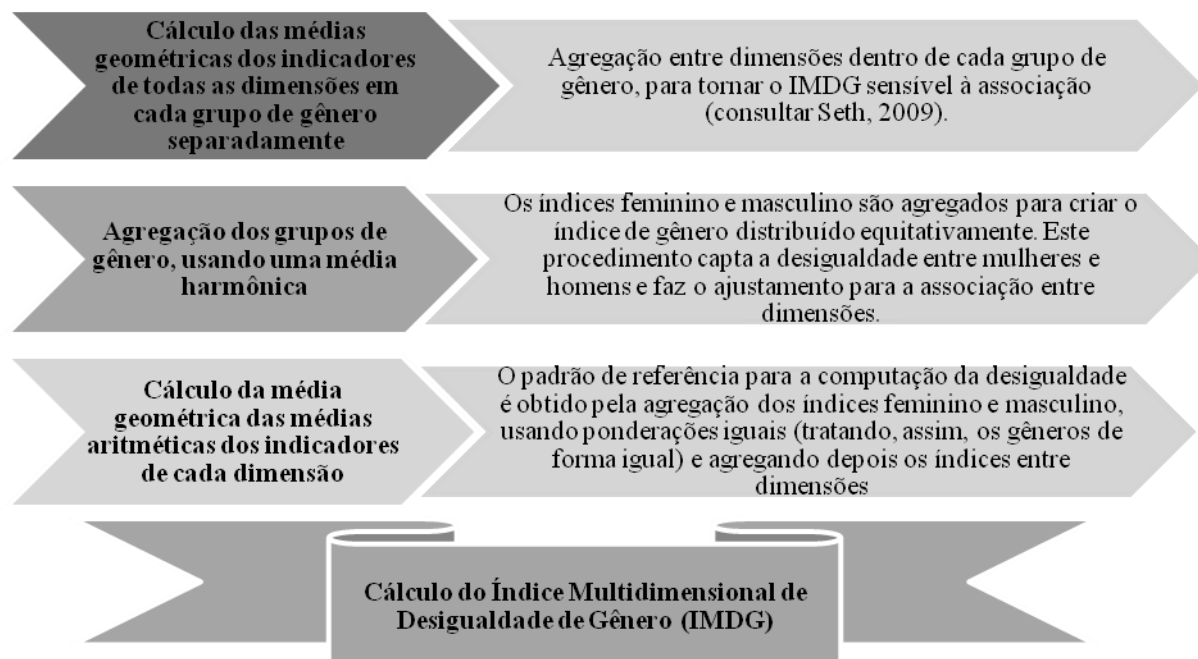 Cálculo das médias
geométricas dos indicadores
de todas as dimensões em
cada grupo de gênero
separadamente
Agregação entre dimensões dentro de cada grupo de
gênero, para tornar o IMDG sensível à associação
(consultar Seth, 2009).
Agregação dos grupos de
gênero, usando uma média
harmônica
Os índices feminino e masculino são agregados para criar o
índice de gênero distribuído equitativamente. Este
procedimento capta a desigualdade entre mulheres e
homens e faz o ajustamento para a associação entre
dimensões.
Cálculo da média
geométrica das médias
aritméticas dos indicadores
de cada dimensão
O padrão de referência para a computação da desigualdade
é obtido pela agregação dos índices feminino e masculino,
usando ponderações iguais (tratando, assim, os gêneros de
forma igual) e agregando depois os índices entre
dimensões
Cálculo do Índice Multidimensional de
Desigualdade de Gênero (IMDG)